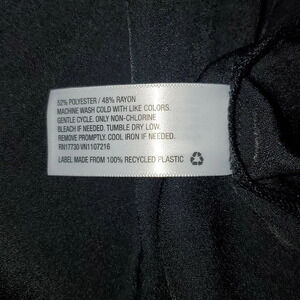 52% POLYESTER / 48% RAYON
MACHINE WASH COLD WITH LIKE COLORS.
GENTLE CYCLE. ONLY NON-CHLORINE
BLEACH IF NEEDED. TUMBLE DRY LOW.
REMOVE PROMPTLY. COOL IRON IF NEEDED.
RN17730 VN1107216
LABEL MADE FROM 100% RECYCLED PLASTIC